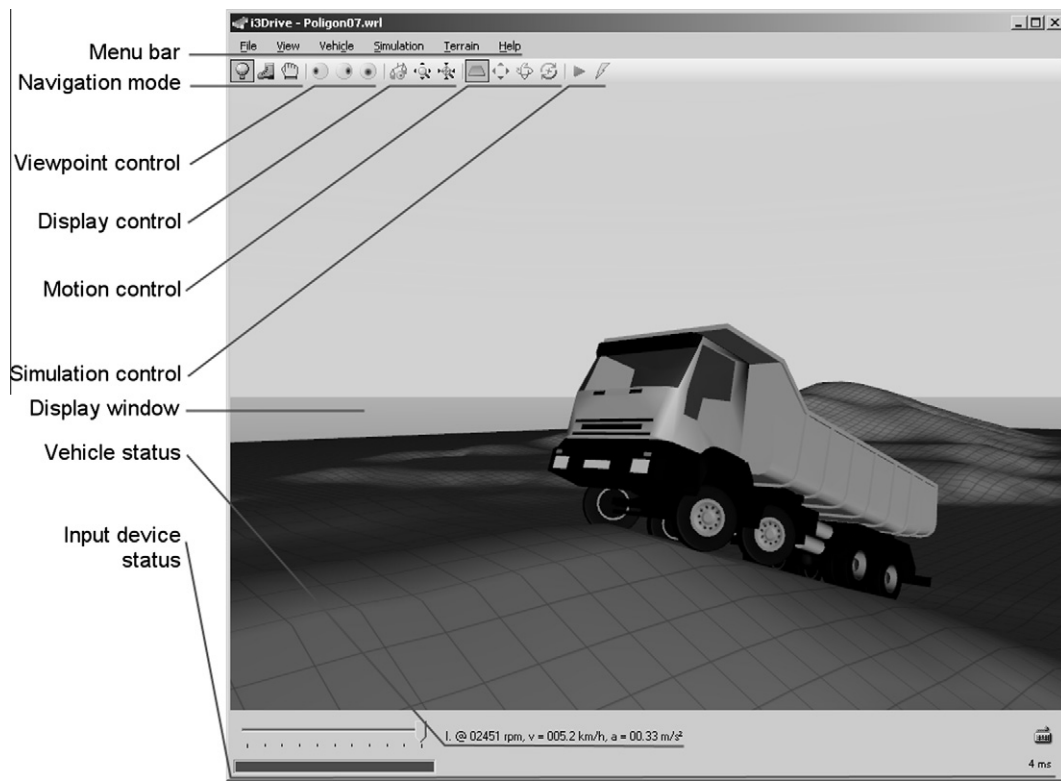 i3Drive - Poligon07.wrl
File View Vehicle Simulation Terrain Help
Menu bar
Navigation mode
Viewpoint control
Display control
Motion control
Simulation control
Display window
Vehicle status
Input device
status
I. @ 02451 rpm, v = 005.2 km/h, a = 00.33 m/s²
4 ms